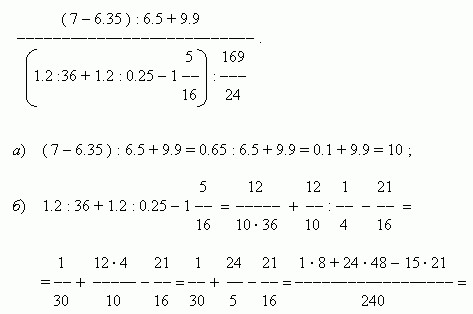 ( 7 – 6.35 ) : 6.5 + 9.9
5 169
( 1.2 :36 + 1.2 : 0.25 – 1 — ) : — .
16 24
а) ( 7 – 6.35 ) : 6.5 + 9.9 = 0.65 : 6.5 + 9.9 = 0.1 + 9.9 = 10 ;
5 12 12 1 21
б) 1.2 : 36 + 1.2 : 0.25 – 1 — = — + — : — – — =
16 10 · 36 10 4 16
1 12 · 4 21 1 24 21 1 · 8 + 24 · 48 – 15 · 21
= — + — – — = — + — – — = — =
30 10 16 30 5 16 240